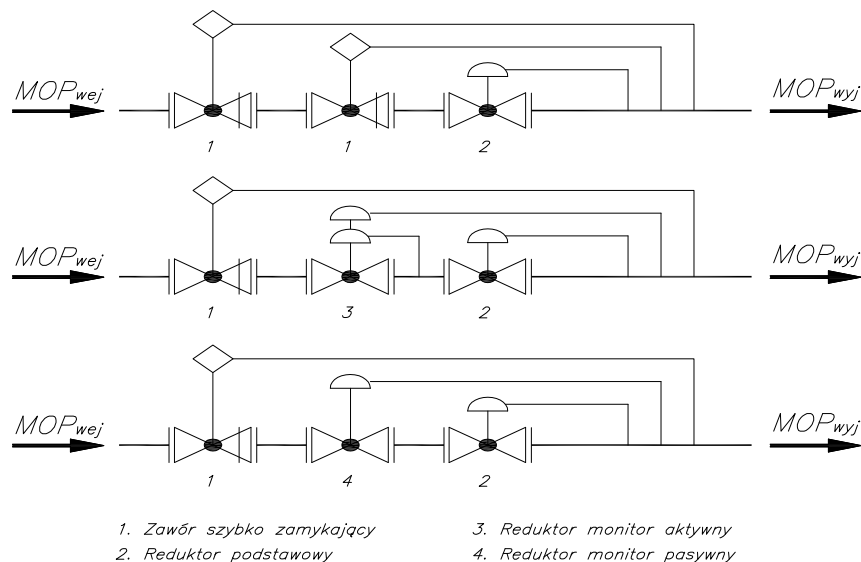 MOPwej MOPwyj
1 1 2
MOPwej MOPwyj
1 3 2
MOPwej MOPwyj
1 4 2
1. Zawór szybko zamykający 3. Reduktor monitor aktywny
2. Reduktor podstawowy 4. Reduktor monitor pasywny